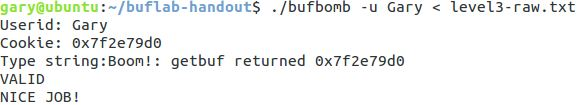 gary@ubuntu:~/buflab-handout$ ./bufbomb -u Gary < level3-raw.txt
Userid: Gary
Cookie: 0x7f2e79d0
Type string:Boom!: getbuf returned 0x7f2e79d0
VALID
NICE JOB!